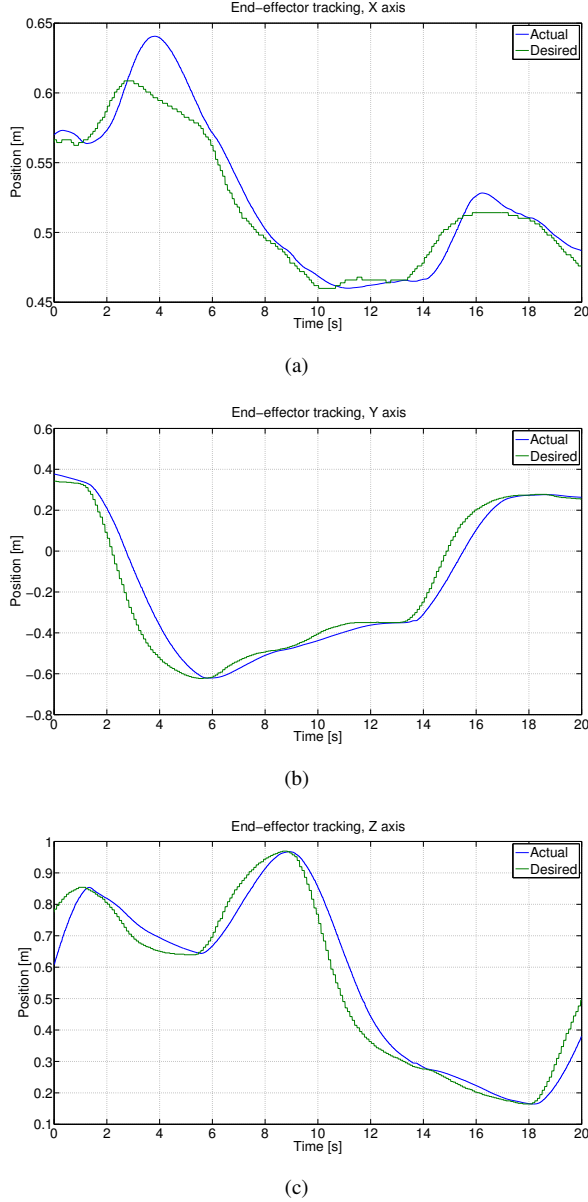 End−effector tracking, X axis
Actual
Desired
0.65
0.6
0.55
0.5
0.45
Position [m]
0 2 4 6 8 10 12 14 16 18 20
Time [s]
(a)
End−effector tracking, Y axis
Actual
Desired
0.6
0.4
0.2
0
−0.2
−0.4
−0.6
−0.8
Position [m]
0 2 4 6 8 10 12 14 16 18 20
Time [s]
(b)
End−effector tracking, Z axis
Actual
Desired
1
0.9
0.8
0.7
0.6
0.5
0.4
0.3
0.2
0.1
Position [m]
0 2 4 6 8 10 12 14 16 18 20
Time [s]
(c)